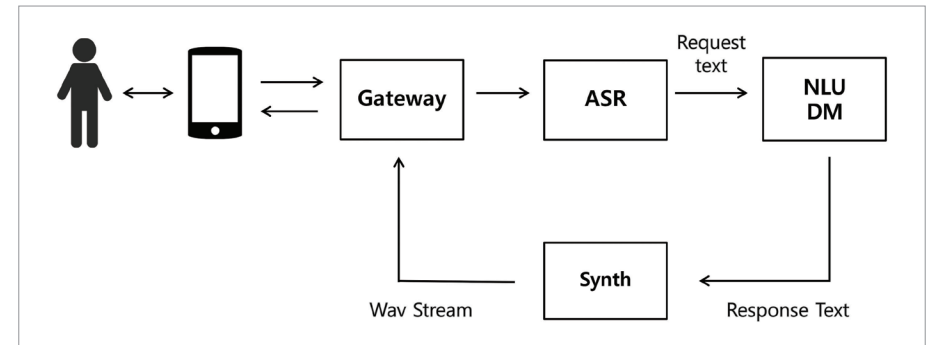 Request
text
Gateway
ASR
NLU
DM
Synth
Wav Stream
Response Text